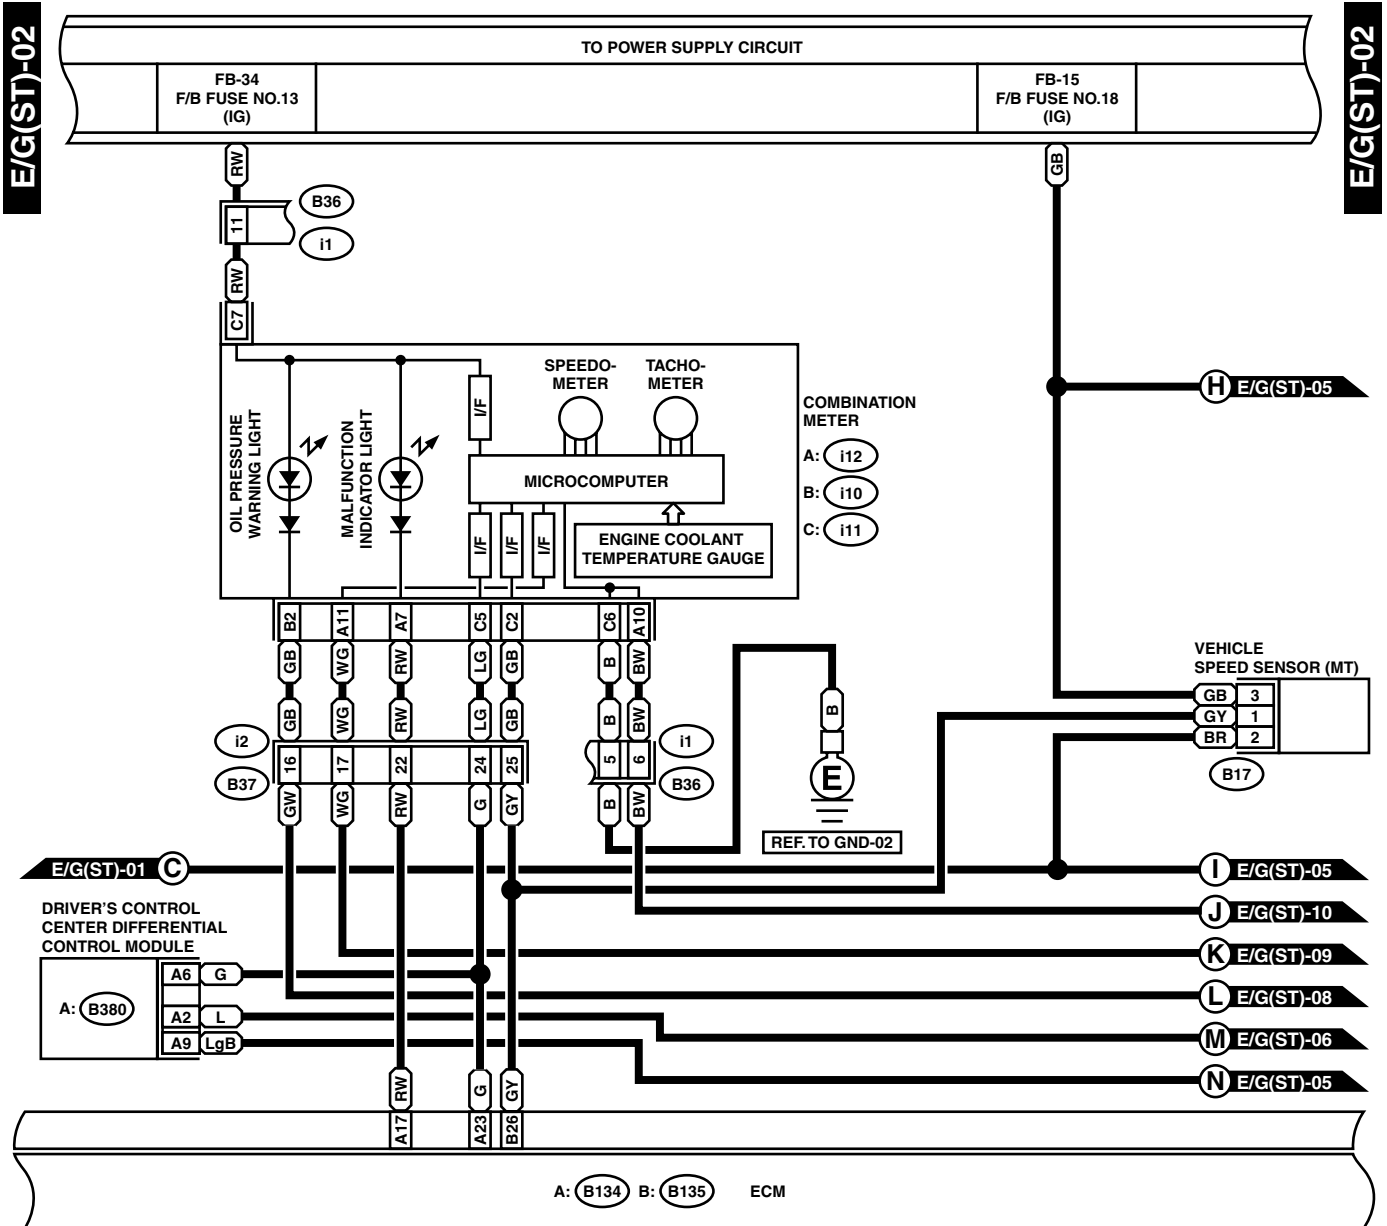 E/G(ST)-02
E/G(ST)-02
TO POWER SUPPLY CIRCUIT
FB-34
F/B FUSE NO.13
(IG)
FB-15
F/B FUSE NO.18
(IG)
RW
GB
11
B36
i1
RW
C7
H E/G(ST)-05
OIL PRESSURE
WARNING LIGHT
MALFUNCTION
INDICATOR LIGHT
I/F
SPEEDO-
METER
TACHO-
METER
MICROCOMPUTER
I/F
I/F
I/F
ENGINE COOLANT
TEMPERATURE GAUGE
COMBINATION
METER
A: i12
B: i10
C: i11
B2
A11
A7
C5
C2
C6
A10
GB
WG
RW
LG
GB
B
BW
GB
WG
RW
LG
GB
B
BW
i2
B37
16
17
22
24
25
5
6
i1
B36
GW
WG
RW
G
GY
B
BW
B
E
REF. TO GND-02
VEHICLE
SPEED SENSOR (MT)
GB 3
GY 1
BR 2
B17
E/G(ST)-01 C
I E/G(ST)-05
J E/G(ST)-10
K E/G(ST)-09
L E/G(ST)-08
M E/G(ST)-06
N E/G(ST)-05
DRIVER'S CONTROL
CENTER DIFFERENTIAL
CONTROL MODULE
A: B380
A6 G
A2 L
A9 LgB
RW
G
GY
A17
A23
B26
A: B134 B: B135 ECM